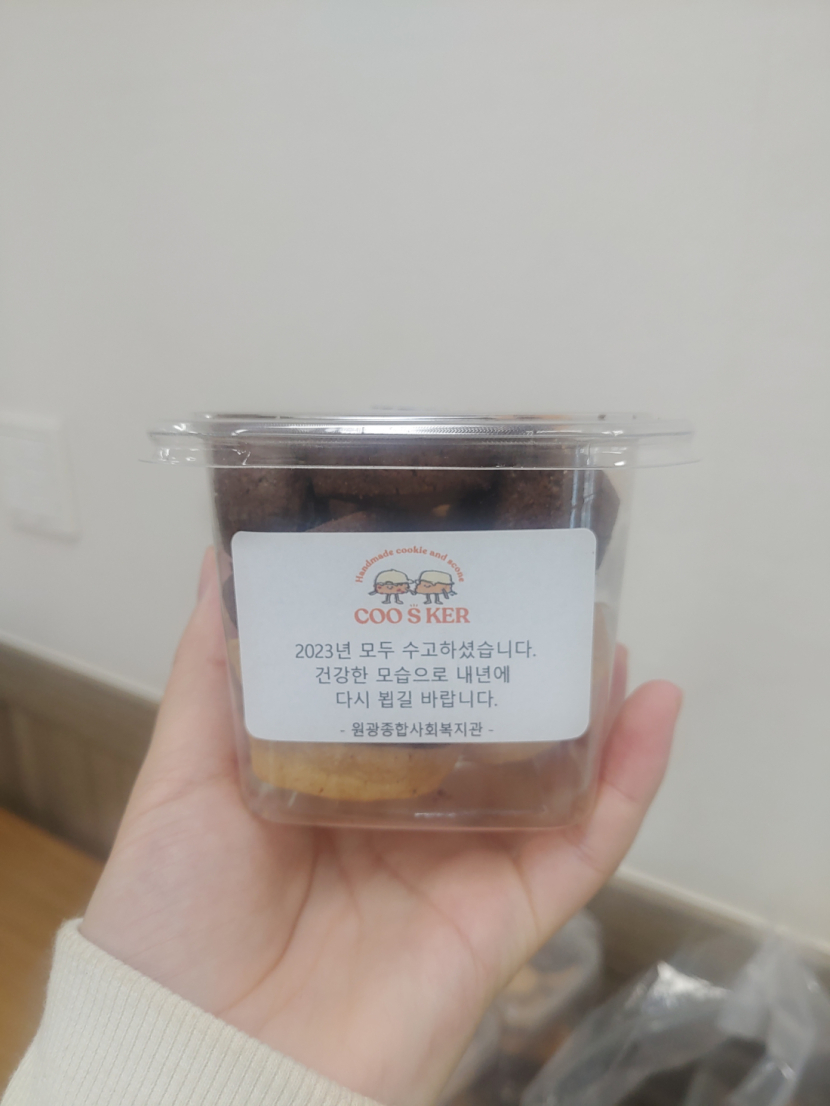 Handmade cookie and scone
COO S KER
2023년 모두 수고하셨습니다.
건강한 모습으로 내년에
다시 뵙길 바랍니다.
- 원광종합사회복지관 -